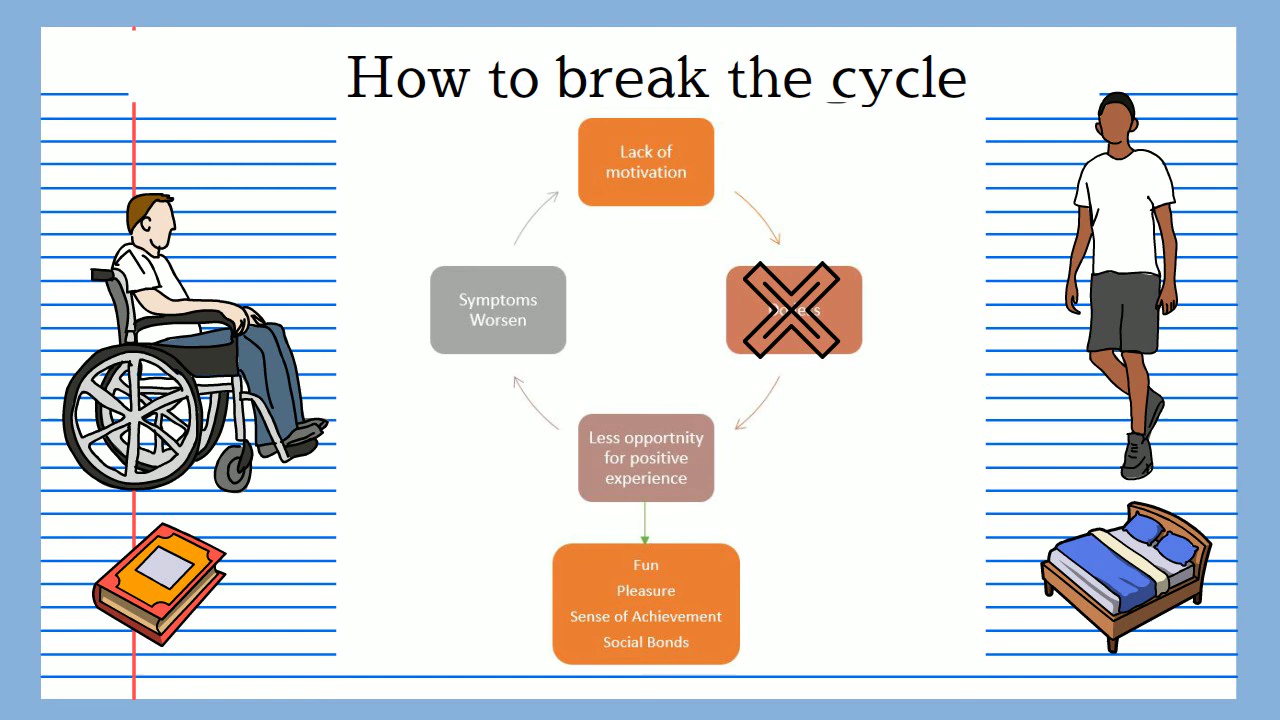 How to break the cycle
Lack of
motivation
Symptoms
Worsen
Less opportnity
for positive
experience
Fun
Pleasure
Sense of Achievement
Social Bonds